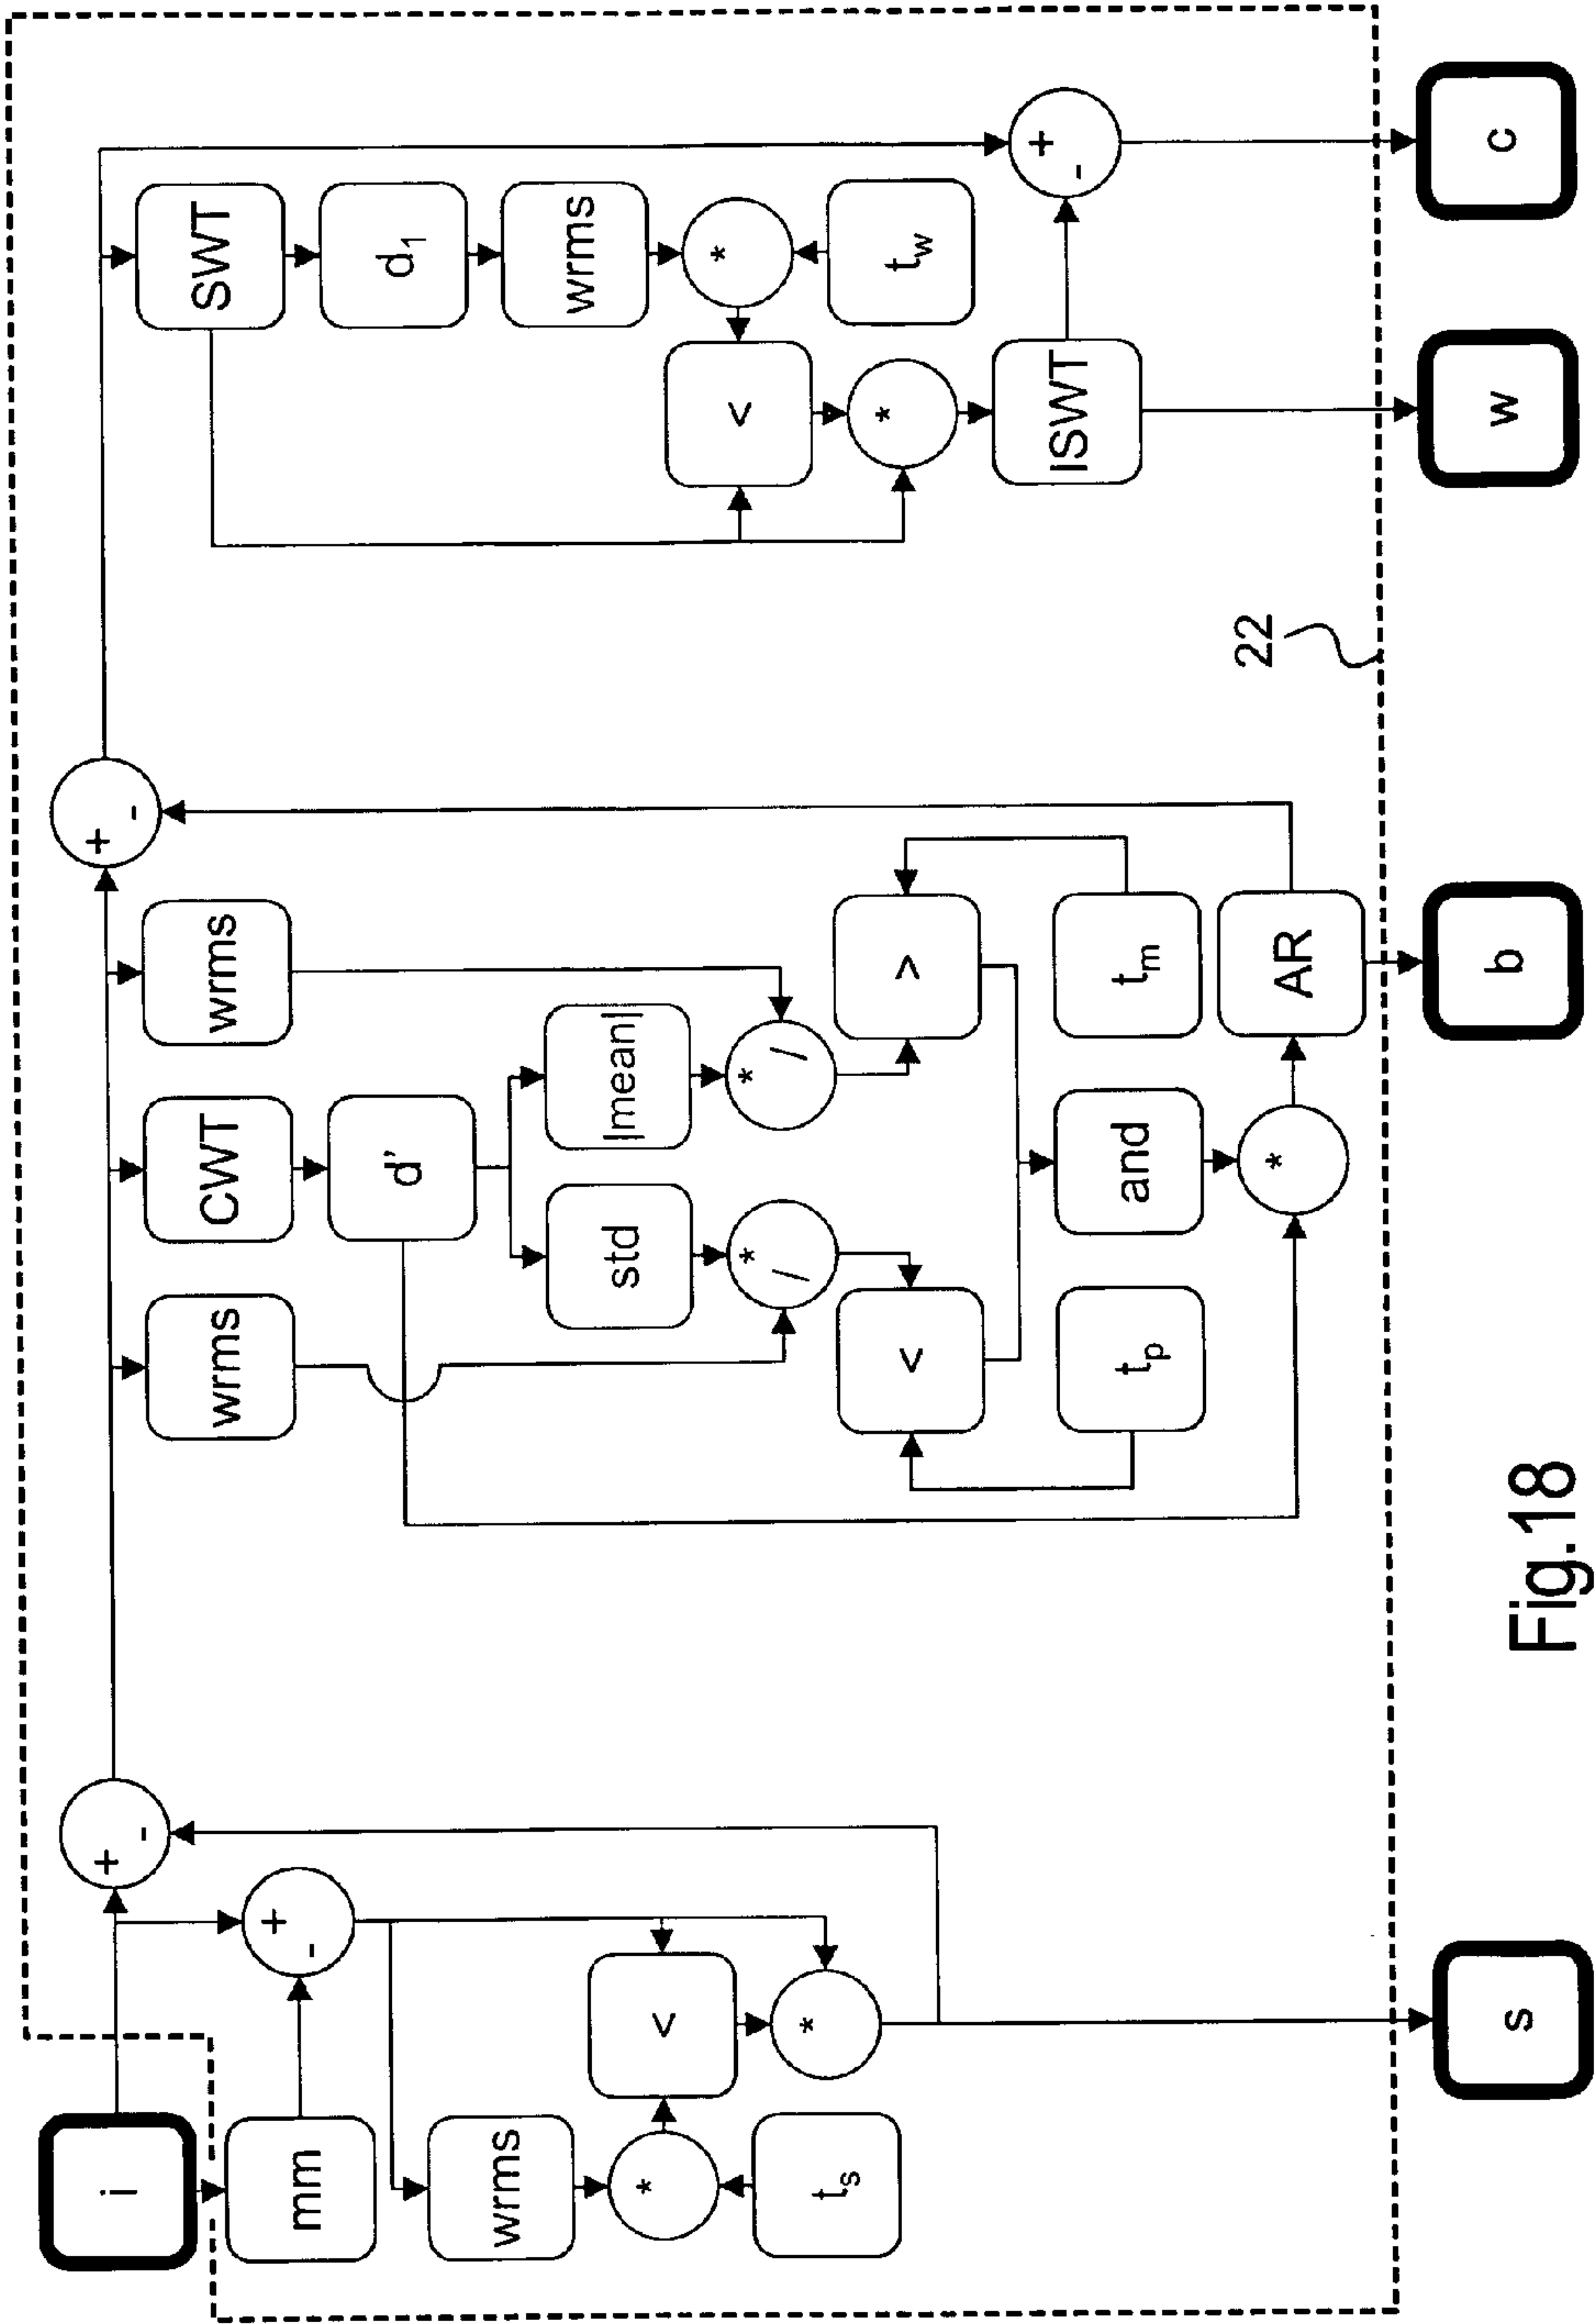 i
+
-
+
-
mm
+
-
wrms
CWT
wrms
SWT
d'
d1
wrms
wrms
*
ts
<
*
std
|mean|
* /
* /
<
>
tp
and
tm
*
AR
*
tw
<
*
ISWT
+
-
22
s
b
w
c
Fig.18